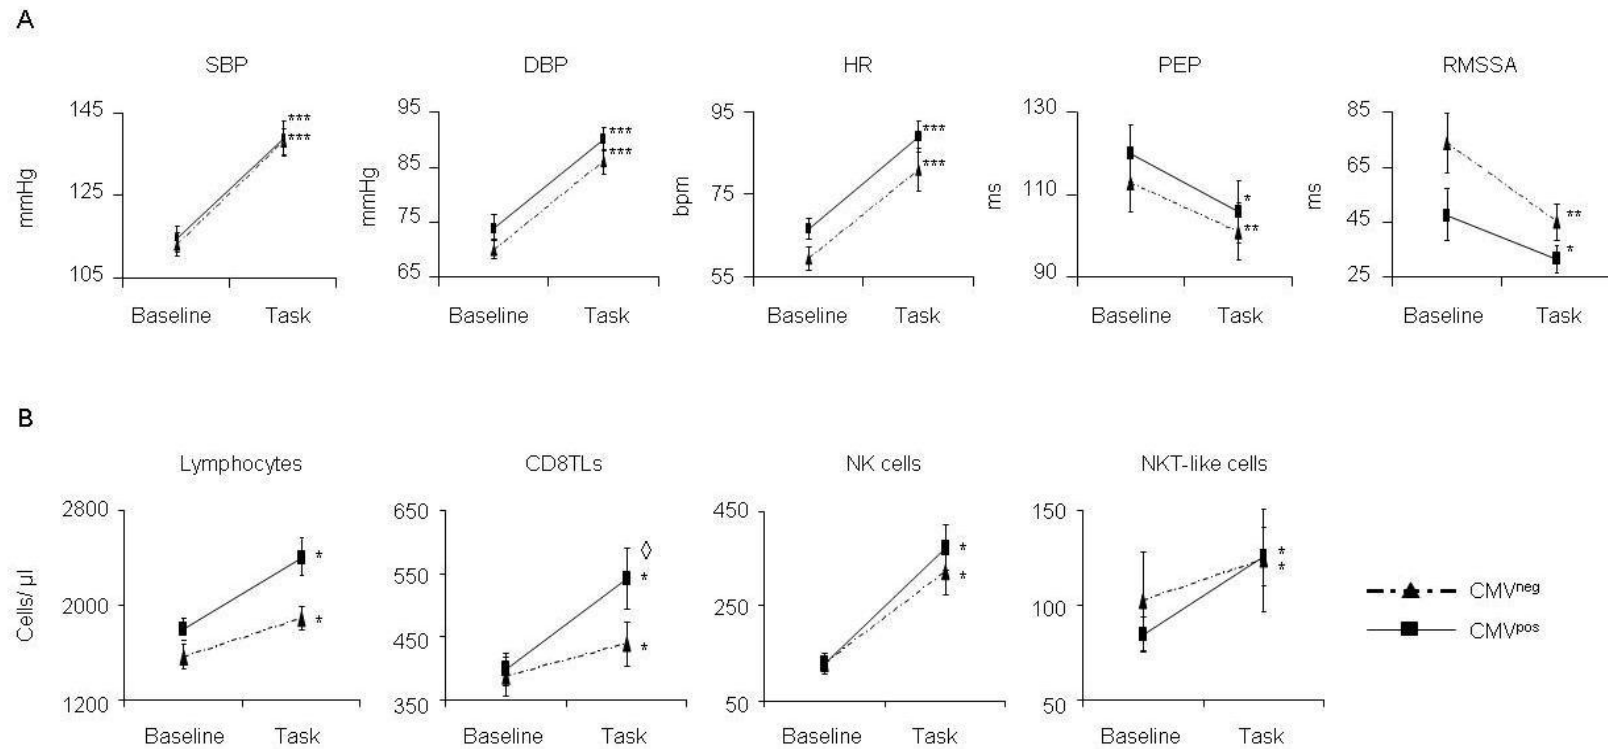 A
SBP
DBP
HR
PEP
RMSSA
145
125
105
mmHg
***
***
Baseline
Task
95
85
75
65
mmHg
***
***
Baseline
Task
95
75
55
bpm
***
***
Baseline
Task
130
110
90
ms
*
**
Baseline
Task
85
65
45
25
ms
**
*
Baseline
Task
B
Lymphocytes
CD8TLs
NK cells
NKT-like cells
2800
2000
1200
Cells/ µl
*
*
Baseline
Task
650
550
450
350
◊
*
*
Baseline
Task
450
250
50
*
*
Baseline
Task
150
100
50
*
*
Baseline
Task
CMVneg
CMVpos